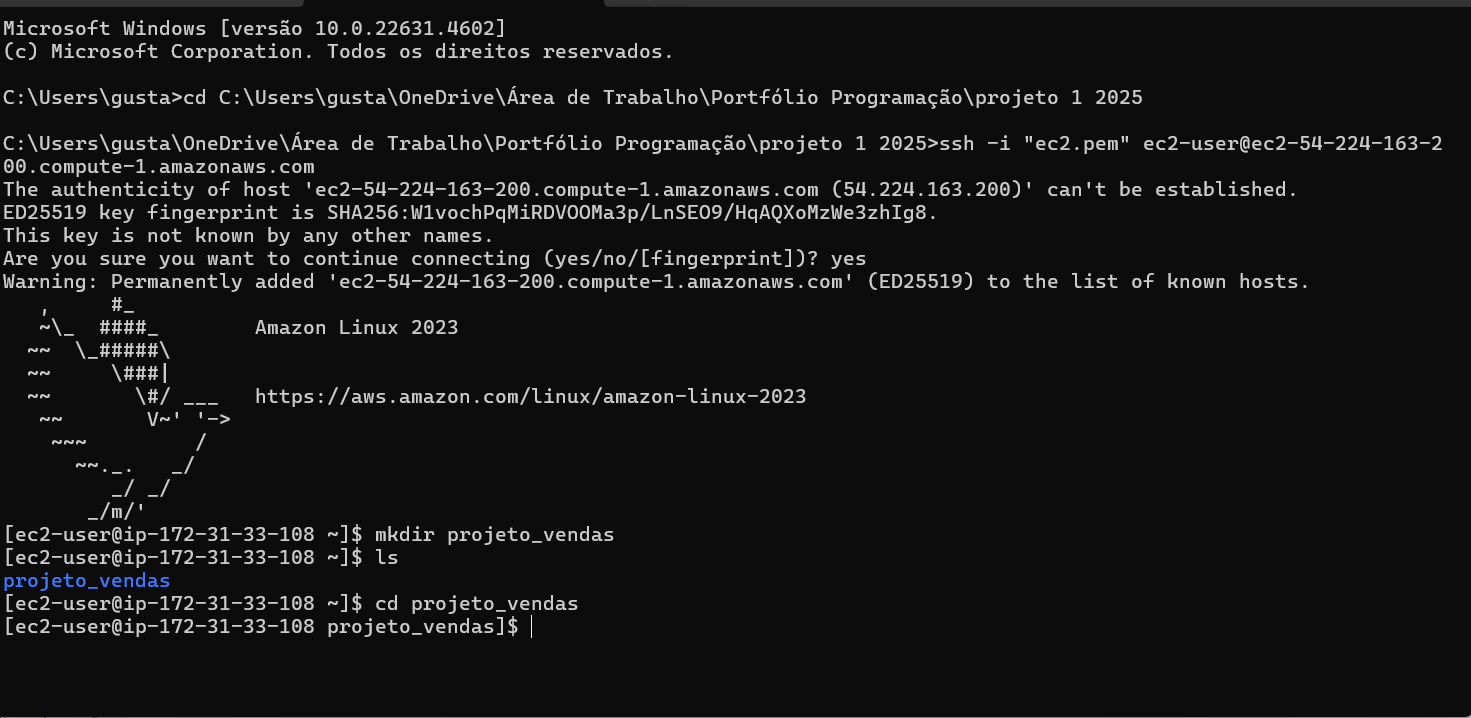 Microsoft Windows [versão 10.0.22631.4602]
(c) Microsoft Corporation. Todos os direitos reservados.
C:\Users\gusta>cd C:\Users\gusta\OneDrive\Área de Trabalho\Portfólio Programação\projeto 1 2025
C:\Users\gusta\OneDrive\Área de Trabalho\Portfólio Programação\projeto 1 2025>ssh -i "ec2.pem" ec2-user@ec2-54-224-163-2
00.compute-1.amazonaws.com
The authenticity of host 'ec2-54-224-163-200.compute-1.amazonaws.com (54.224.163.200)' can't be established.
ED25519 key fingerprint is SHA256:W1vochPqMiRDVOOMa3p/LnSEO9/HqAQXoMzWe3zhIg8.
This key is not known by any other names.
Are you sure you want to continue connecting (yes/no/[fingerprint])? yes
Warning: Permanently added 'ec2-54-224-163-200.compute-1.amazonaws.com' (ED25519) to the list of known hosts.
   ,     #_
   ~\_  ####_        Amazon Linux 2023
  ~~  \_#####\
  ~~     \###|
  ~~       \#/ ___   https://aws.amazon.com/linux/amazon-linux-2023
   ~~       V~' '->
    ~~~         /
      ~~._.   _/
         _/ _/
       _/m/'
[ec2-user@ip-172-31-33-108 ~]$ mkdir projeto_vendas
[ec2-user@ip-172-31-33-108 ~]$ ls
projeto_vendas
[ec2-user@ip-172-31-33-108 ~]$ cd projeto_vendas
[ec2-user@ip-172-31-33-108 projeto_vendas]$